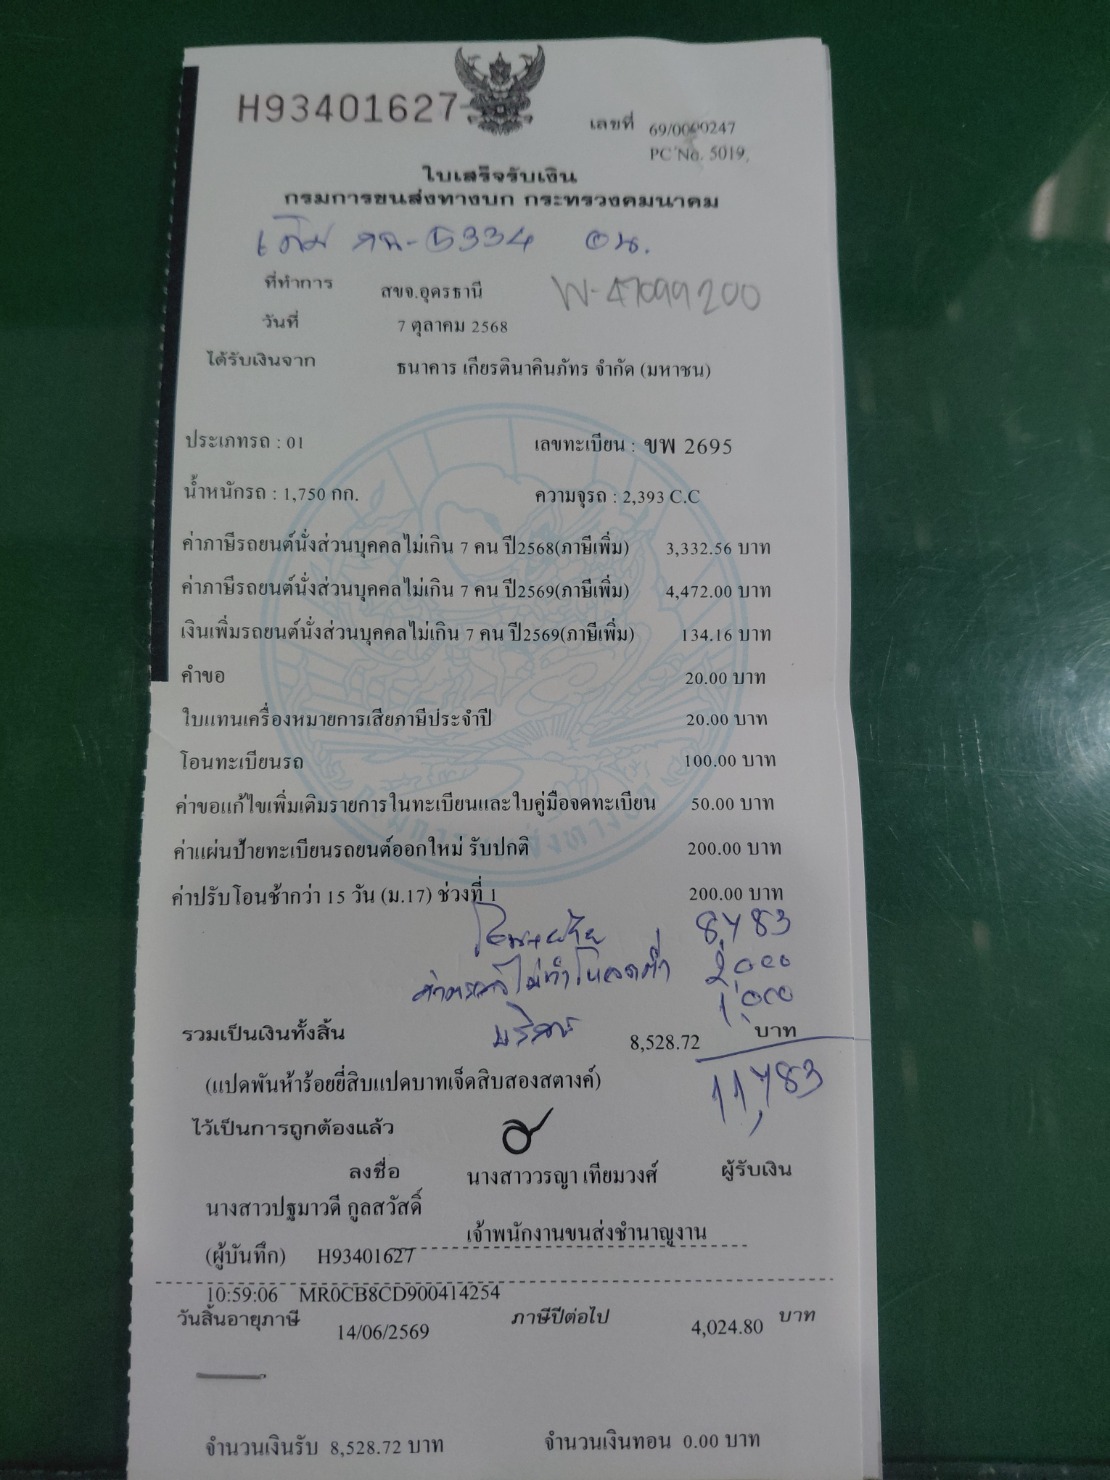 H93401627
เลขที่ 69/0000247
PC No. 5019
ใบเสร็จรับเงิน
กรมการขนส่งทางบก กระทรวงคมนาคม
เดิม 5334 อน.
ที่ทำการ สขจ.อุดรธานี
W-47099200
วันที่ 7 ตุลาคม 2568
ได้รับเงินจาก ธนาคาร เกียรตินาคินภัทร จำกัด (มหาชน)
ประเภทรถ : 01 เลขทะเบียน : ขพ 2695
น้ำหนักรถ : 1,750 กก. ความจุรถ : 2,393 C.C
ค่าภาษีรถยนต์นั่งส่วนบุคคลไม่เกิน 7 คน ปี2568(ภาษีเพิ่ม) 3,332.56 บาท
ค่าภาษีรถยนต์นั่งส่วนบุคคลไม่เกิน 7 คน ปี2569(ภาษีเพิ่ม) 4,472.00 บาท
เงินเพิ่มรถยนต์นั่งส่วนบุคคลไม่เกิน 7 คน ปี2569(ภาษีเพิ่ม) 134.16 บาท
คำขอ 20.00 บาท
ใบแทนเครื่องหมายการเสียภาษีประจำปี 20.00 บาท
โอนทะเบียนรถ 100.00 บาท
ค่าขอแก้ไขเพิ่มเติมรายการในทะเบียนและใบคู่มือจดทะเบียน 50.00 บาท
ค่าแผ่นป้ายทะเบียนรถยนต์ออกใหม่ รับปกติ 200.00 บาท
ค่าปรับโอนช้ากว่า 15 วัน (ม.17) ช่วงที่ 1 200.00 บาท
โอน+ย้าย 8783
2,000
บริการ 1,000
รวมเป็นเงินทั้งสิ้น 8,528.72 บาท
(แปดพันห้าร้อยยี่สิบแปดบาทเจ็ดสิบสองสตางค์)
11,783
ไว้เป็นการถูกต้องแล้ว
ลงชื่อ นางสาววรญา เทียมวงศ์ ผู้รับเงิน
นางสาวปฐมาวดี กูลสวัสดิ์
เจ้าพนักงานขนส่งชำนาญงาน
(ผู้บันทึก) H93401627
10:59:06 MR0CB8CD900414254
วันสิ้นอายุภาษี 14/06/2569 ภาษีปีต่อไป 4,024.80 บาท
จำนวนเงินรับ 8,528.72 บาท จำนวนเงินทอน 0.00 บาท